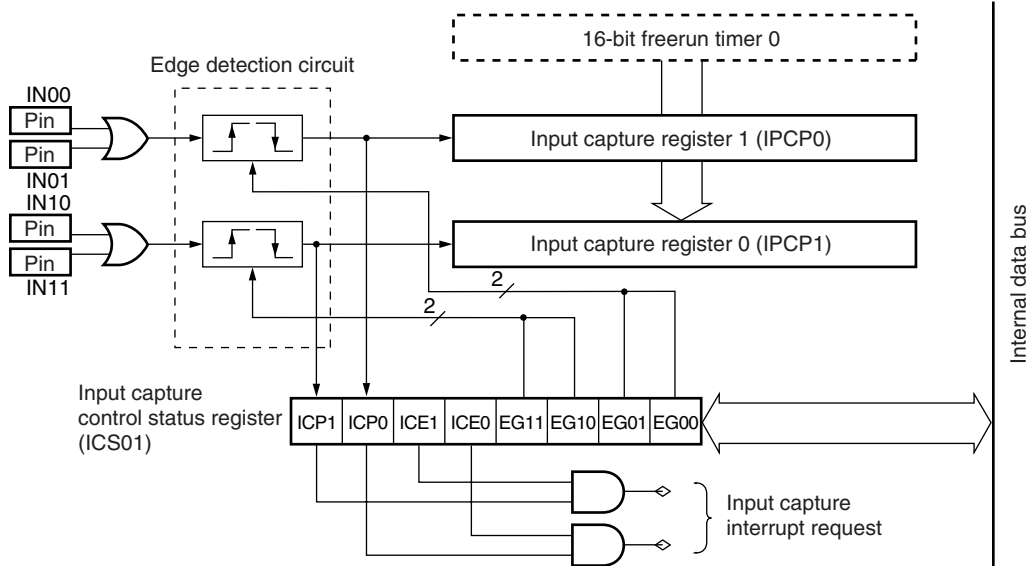 16-bit freerun timer 0
Edge detection circuit
IN00
Pin
Pin
IN01
Input capture register 1 (IPCP0)
IN10
Pin
Pin
IN11
Input capture register 0 (IPCP1)
2
2
Internal data bus
Input capture
control status register
(ICS01)
ICP1 ICP0 ICE1 ICE0 EG11 EG10 EG01 EG00
Input capture
interrupt request